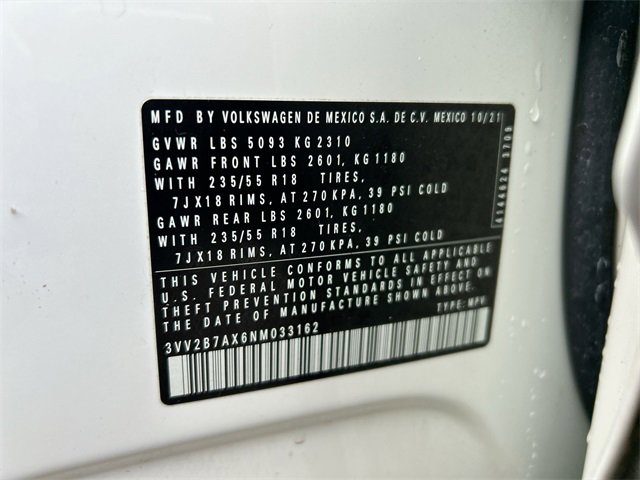 MFD BY VOLKSWAGEN DE MEXICO S.A. DE C.V. MEXICO 10/21
GVWR LBS 5093 KG 2310
GAWR FRONT LBS 2601, KG 1180
WITH 235/55 R18 TIRES,
7JX18 RIMS, AT 270 KPA, 39 PSI COLD
GAWR REAR LBS 2601, KG 1180
WITH 235/55 R18 TIRES,
7JX18 RIMS, AT 270 KPA, 39 PSI COLD
THIS VEHICLE CONFORMS TO ALL APPLICABLE
U.S. FEDERAL MOTOR VEHICLE SAFETY AND
THEFT PREVENTION STANDARDS IN EFFECT ON
THE DATE OF MANUFACTURE SHOWN ABOVE.
3VV2B7AX6NM033162
TYPE: MPV